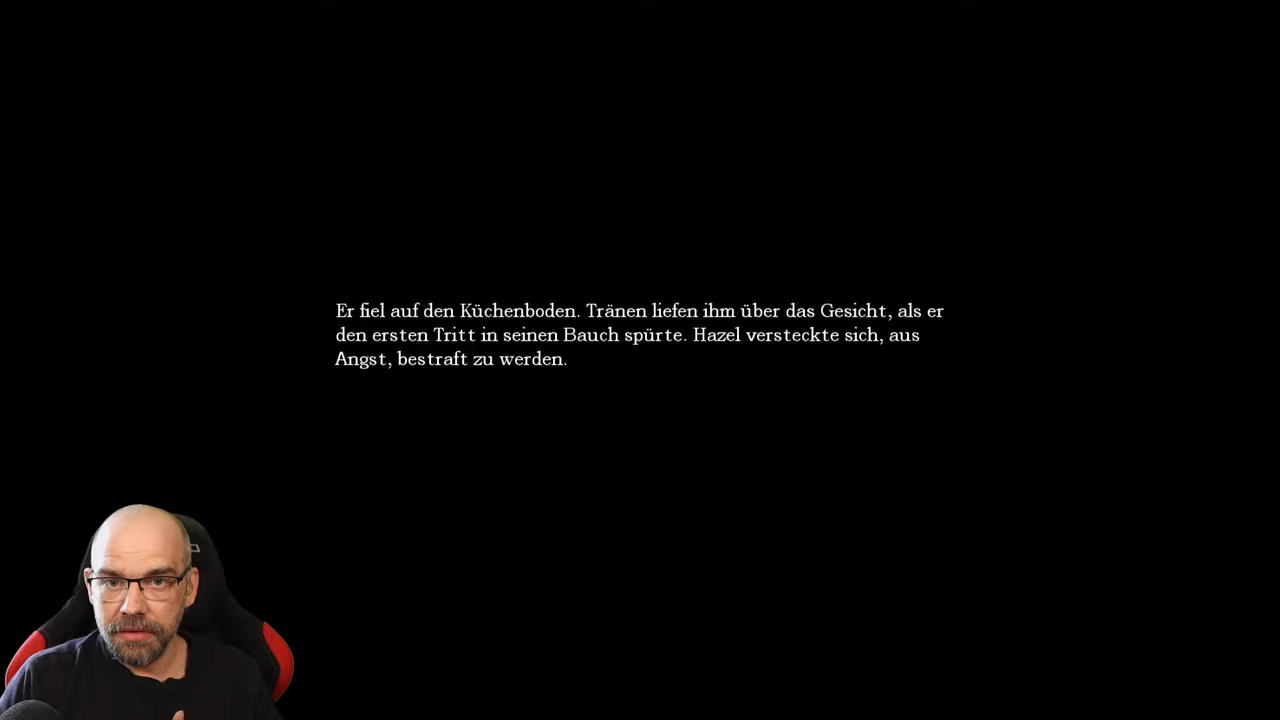 Er fiel auf den Küchenboden. Tränen liefen ihm über das Gesicht, als er
den ersten Tritt in seinen Bauch spürte. Hazel versteckte sich, aus
Angst, bestraft zu werden.